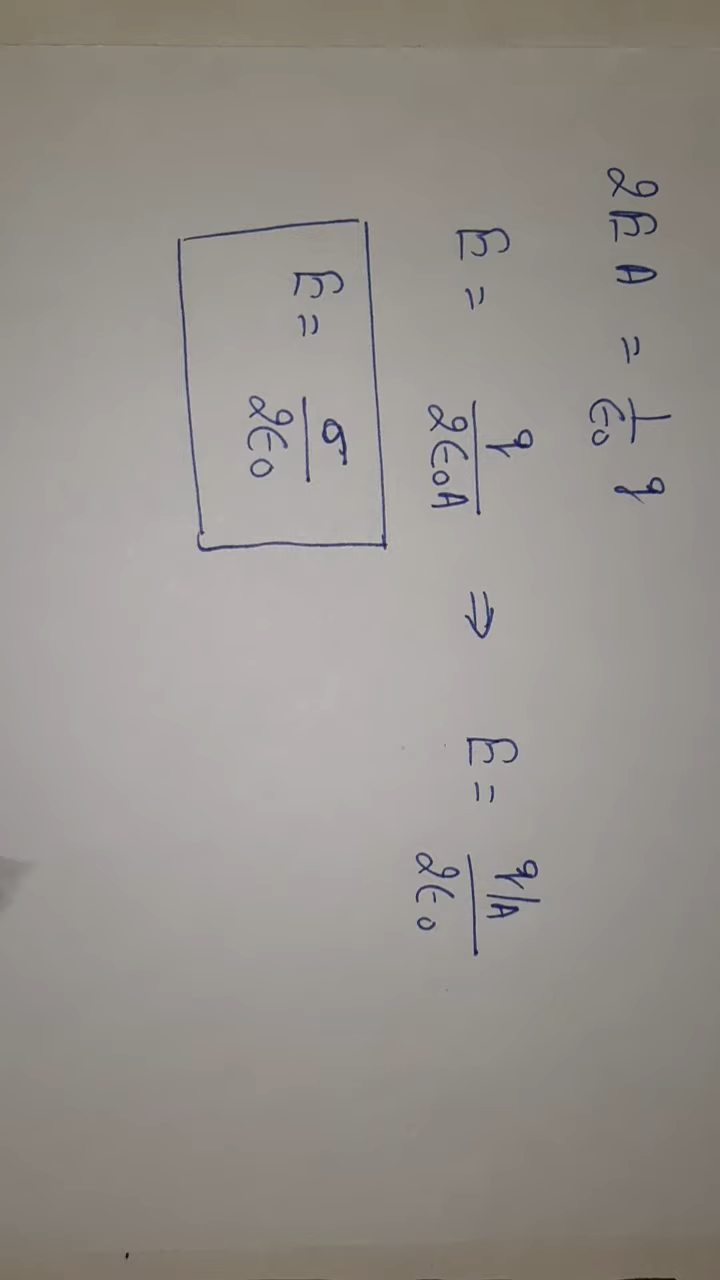 2EA = 1/ϵ0 q
E = q/2ϵ0A ⇒ E = q/A/2ϵ0
E = σ/2ϵ0